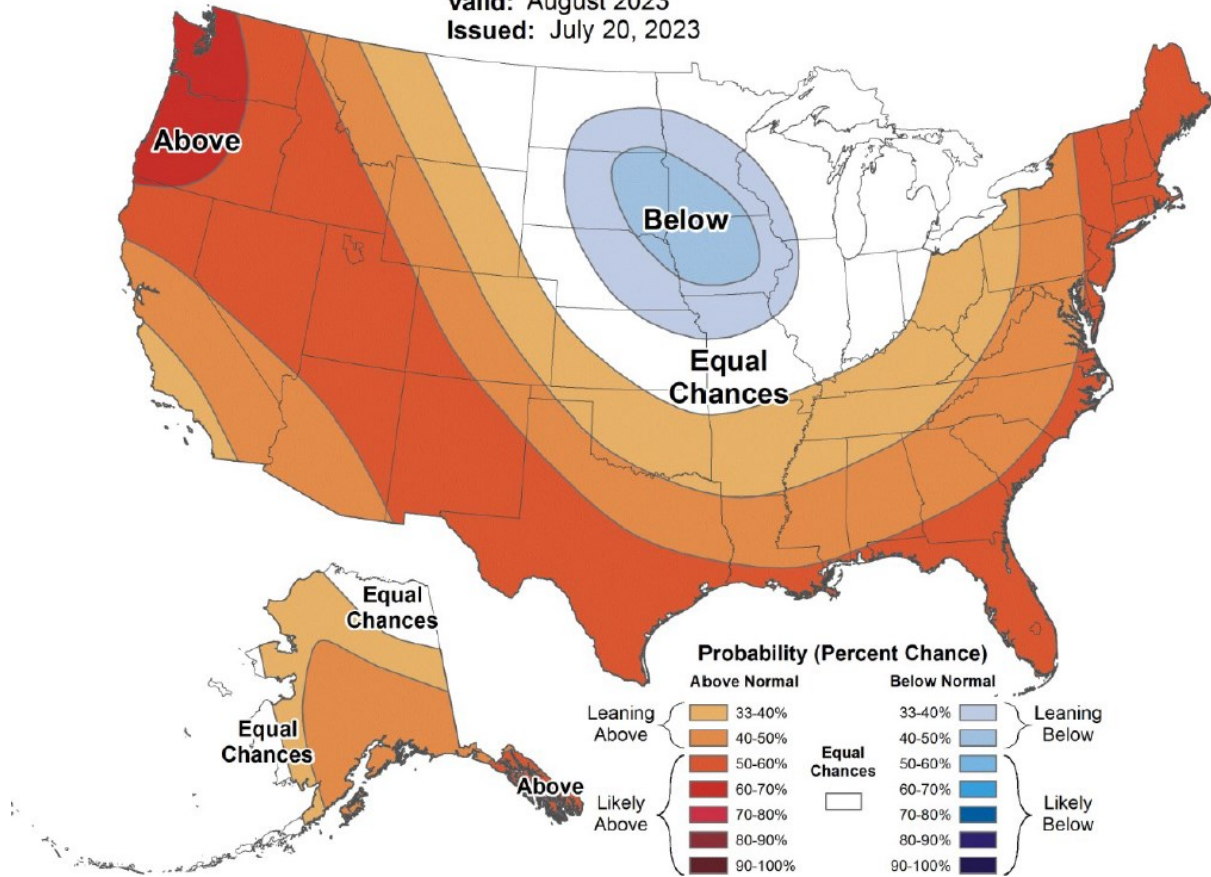 Valid: August 2023
Issued: July 20, 2023
Above
Below
Equal
Chances
Equal
Chances
Equal
Chances
Above
Probability (Percent Chance)
Above Normal
Below Normal
Leaning
Above
33-40%
40-50%
50-60%
60-70%
70-80%
80-90%
90-100%
Likely
Above
Equal
Chances
33-40%
40-50%
50-60%
60-70%
70-80%
80-90%
90-100%
Leaning
Below
Likely
Below